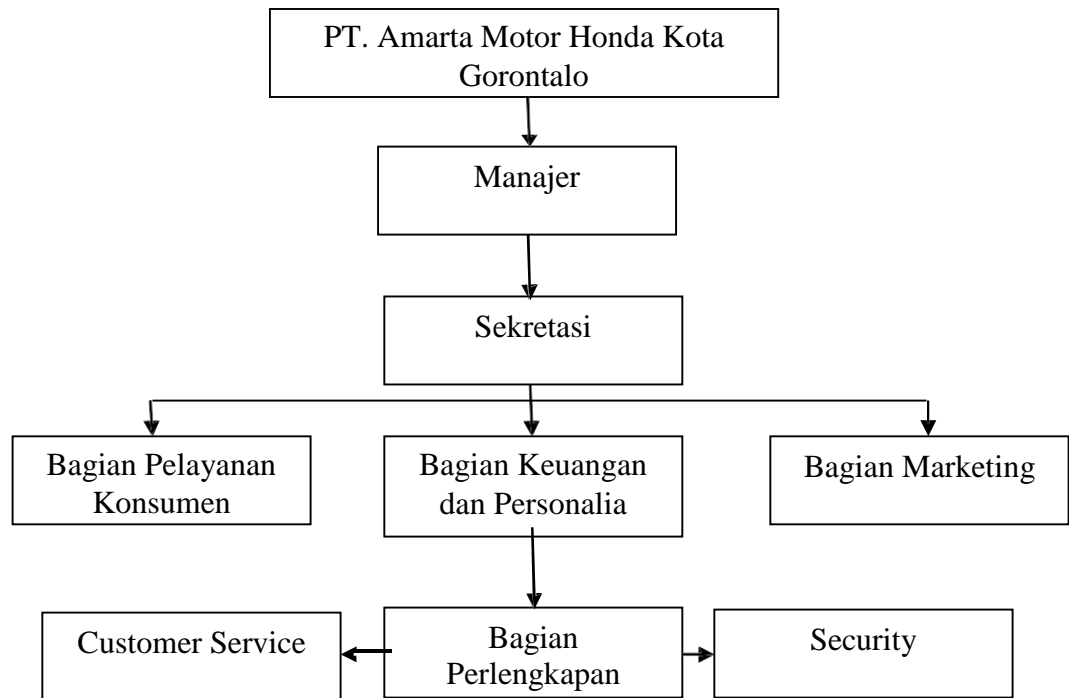 PT. Amarta Motor Honda Kota
Gorontalo
Manajer
Sekretasi
Bagian Pelayanan
Konsumen
Bagian Keuangan
dan Personalia
Bagian Marketing
Customer Service
Bagian
Perlengkapan
Security